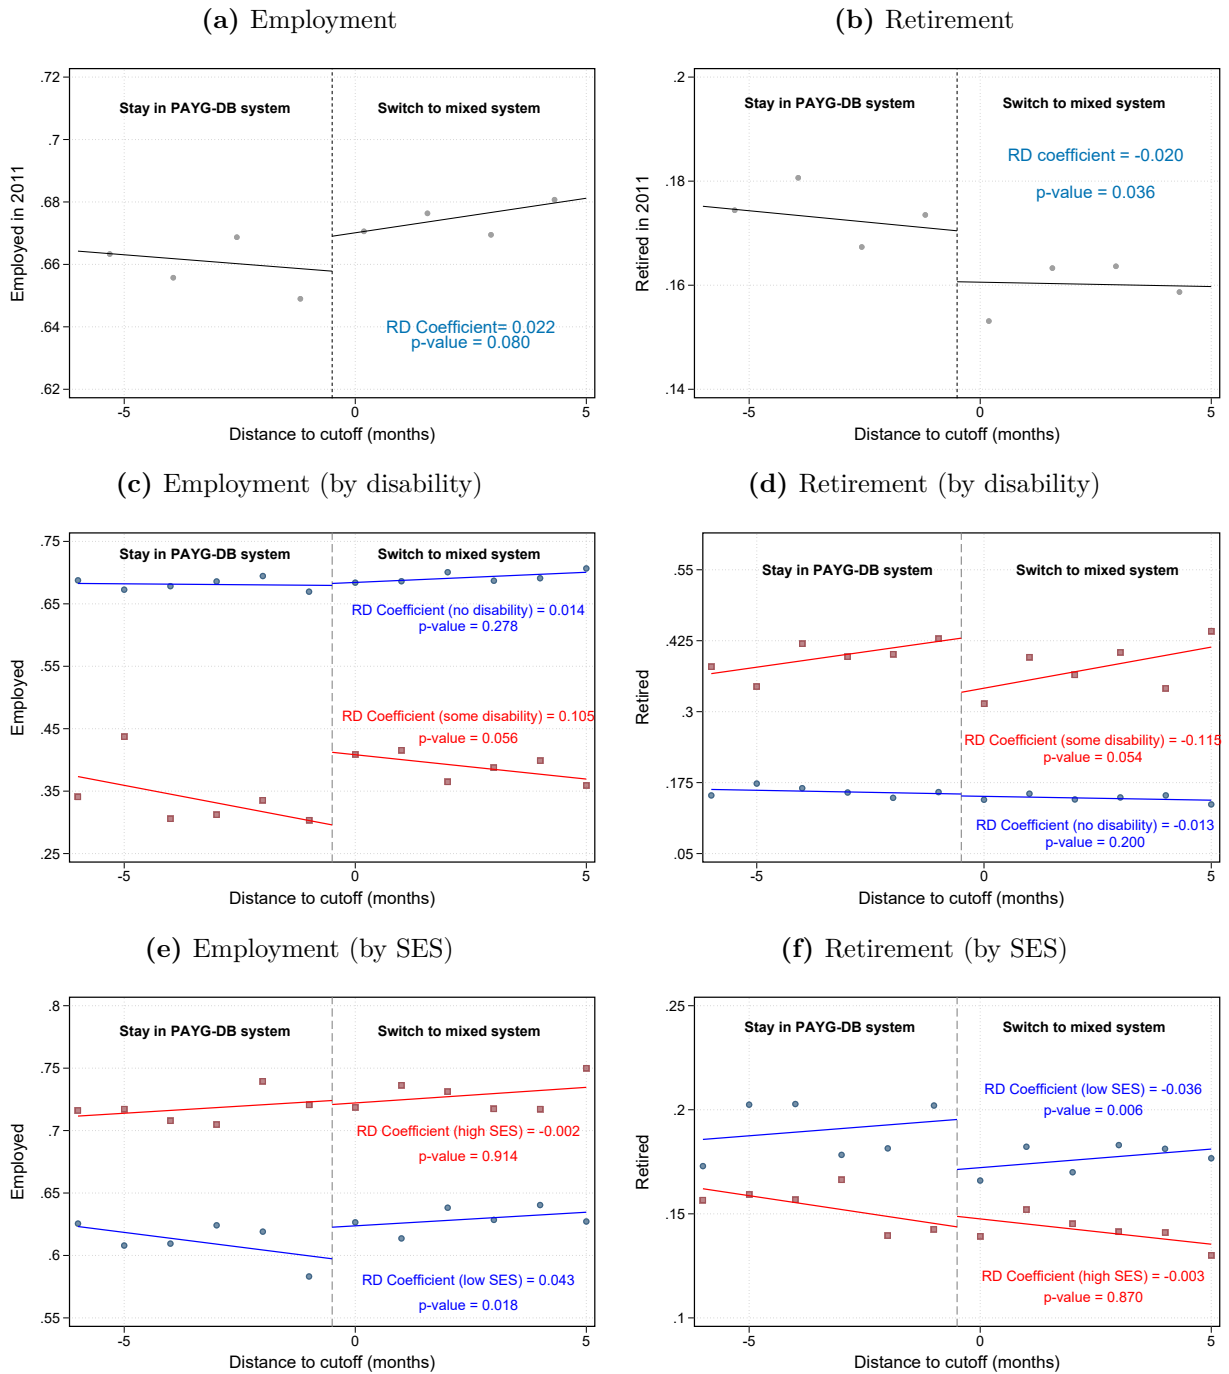 (a) Employment
.72
.7
.68
.66
.64
.62
Employed in 2011
Stay in PAYG-DB system
Switch to mixed system
RD Coefficient= 0.022
p-value = 0.080
-5
0
5
Distance to cutoff (months)
(b) Retirement
.2
.18
.16
.14
Retired in 2011
Stay in PAYG-DB system
Switch to mixed system
RD coefficient = -0.020
p-value = 0.036
-5
0
5
Distance to cutoff (months)
(c) Employment (by disability)
.75
.65
.55
.45
.35
.25
Employed
Stay in PAYG-DB system
Switch to mixed system
RD Coefficient (no disability) = 0.014
p-value = 0.278
RD Coefficient (some disability) = 0.105
p-value = 0.056
-5
0
5
Distance to cutoff (months)
(d) Retirement (by disability)
.55
.425
.3
.175
.05
Retired
Stay in PAYG-DB system
Switch to mixed system
RD Coefficient (some disability) = -0.115
p-value = 0.054
RD Coefficient (no disability) = -0.013
p-value = 0.200
-5
0
5
Distance to cutoff (months)
(e) Employment (by SES)
.8
.75
.7
.65
.6
.55
Employed
Stay in PAYG-DB system
Switch to mixed system
RD Coefficient (high SES) = -0.002
p-value = 0.914
RD Coefficient (low SES) = 0.043
p-value = 0.018
-5
0
5
Distance to cutoff (months)
(f) Retirement (by SES)
.25
.2
.15
.1
Retired
Stay in PAYG-DB system
Switch to mixed system
RD Coefficient (low SES) = -0.036
p-value = 0.006
RD Coefficient (high SES) = -0.003
p-value = 0.870
-5
0
5
Distance to cutoff (months)